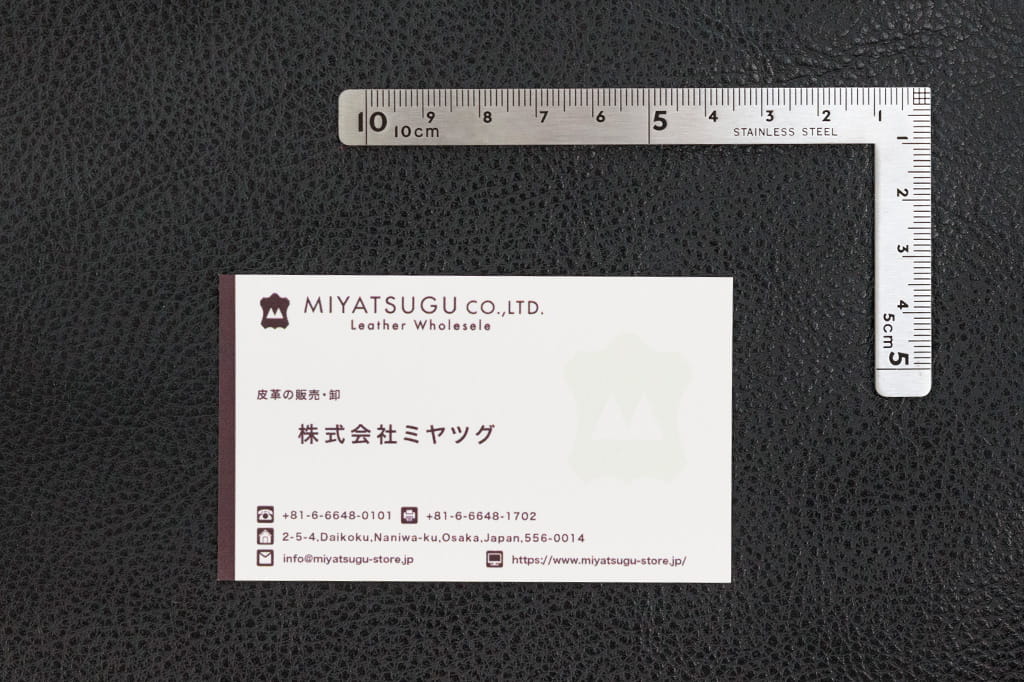 10 9 8 7 6 5 4 3 2 1
10cm STAINLESS STEEL
1
2
3
4
5cm 5
MIYATSUGU CO.,LTD.
Leather Wholesele
皮革の販売・卸
株式会社ミヤツグ
+81-6-6648-0101 +81-6-6648-1702
2-5-4,Daikoku,Naniwa-ku,Osaka,Japan,556-0014
info@miyatsugu-store.jp https://www.miyatsugu-store.jp/